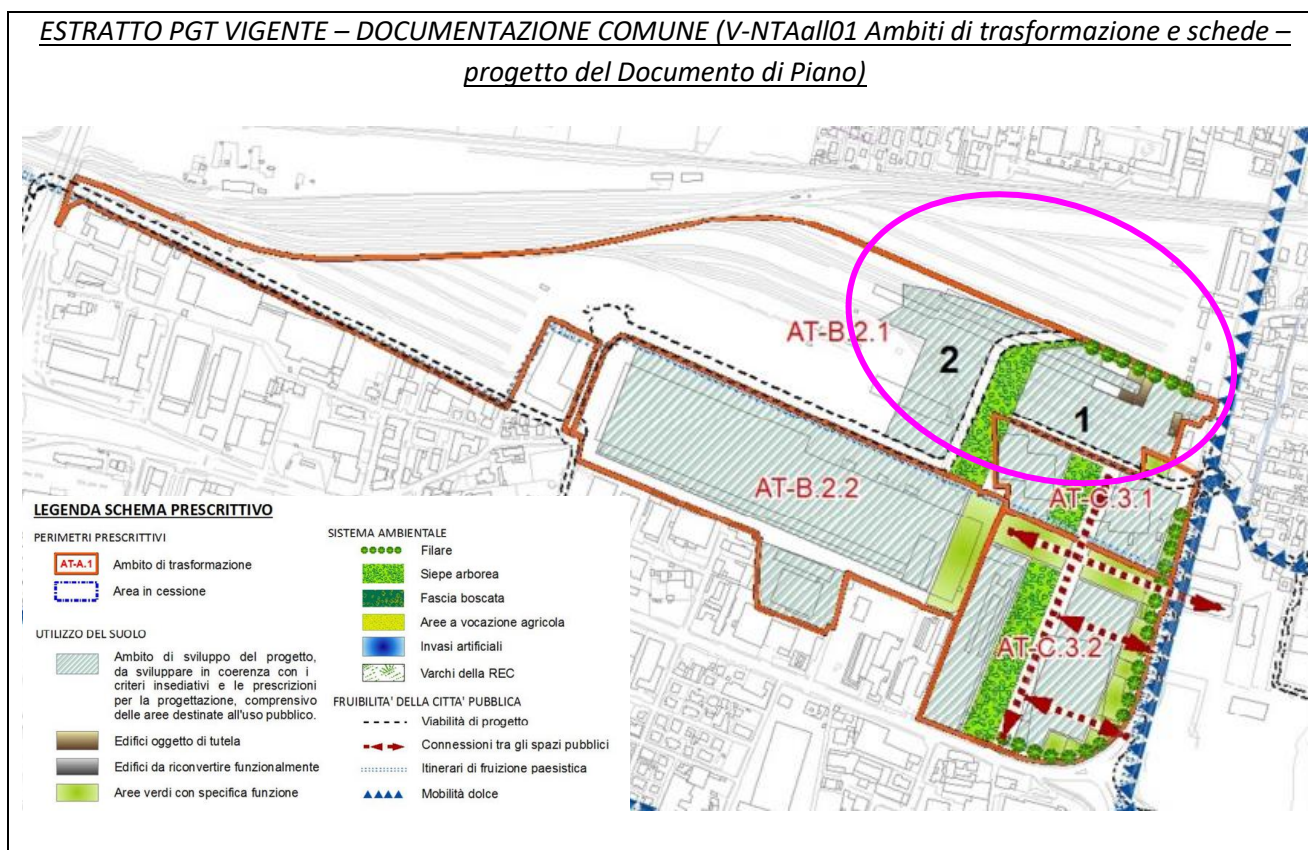 ESTRATTO PGT VIGENTE – DOCUMENTAZIONE COMUNE (V-NTAall01 Ambiti di trasformazione e schede –
progetto del Documento di Piano)
AT-B.2.1
2
1
AT-B.2.2
AT-C.3.1
AT-C.3.2
LEGENDA SCHEMA PRESCRITTIVO
PERIMETRI PRESCRITTIVI
AT-A.1 Ambito di trasformazione
Area in cessione
UTILIZZO DEL SUOLO
Ambito di sviluppo del progetto,
da sviluppare in coerenza con i
criteri insediativi e le prescrizioni
per la progettazione, comprensivo
delle aree destinate all'uso pubblico.
Edifici oggetto di tutela
Edifici da riconvertire funzionalmente
Aree verdi con specifica funzione
SISTEMA AMBIENTALE
Filare
Siepe arborea
Fascia boscata
Aree a vocazione agricola
Invasi artificiali
Varchi della REC
FRUIBILITA' DELLA CITTA' PUBBLICA
Viabilità di progetto
Connessioni tra gli spazi pubblici
Itinerari di fruizione paesistica
Mobilità dolce